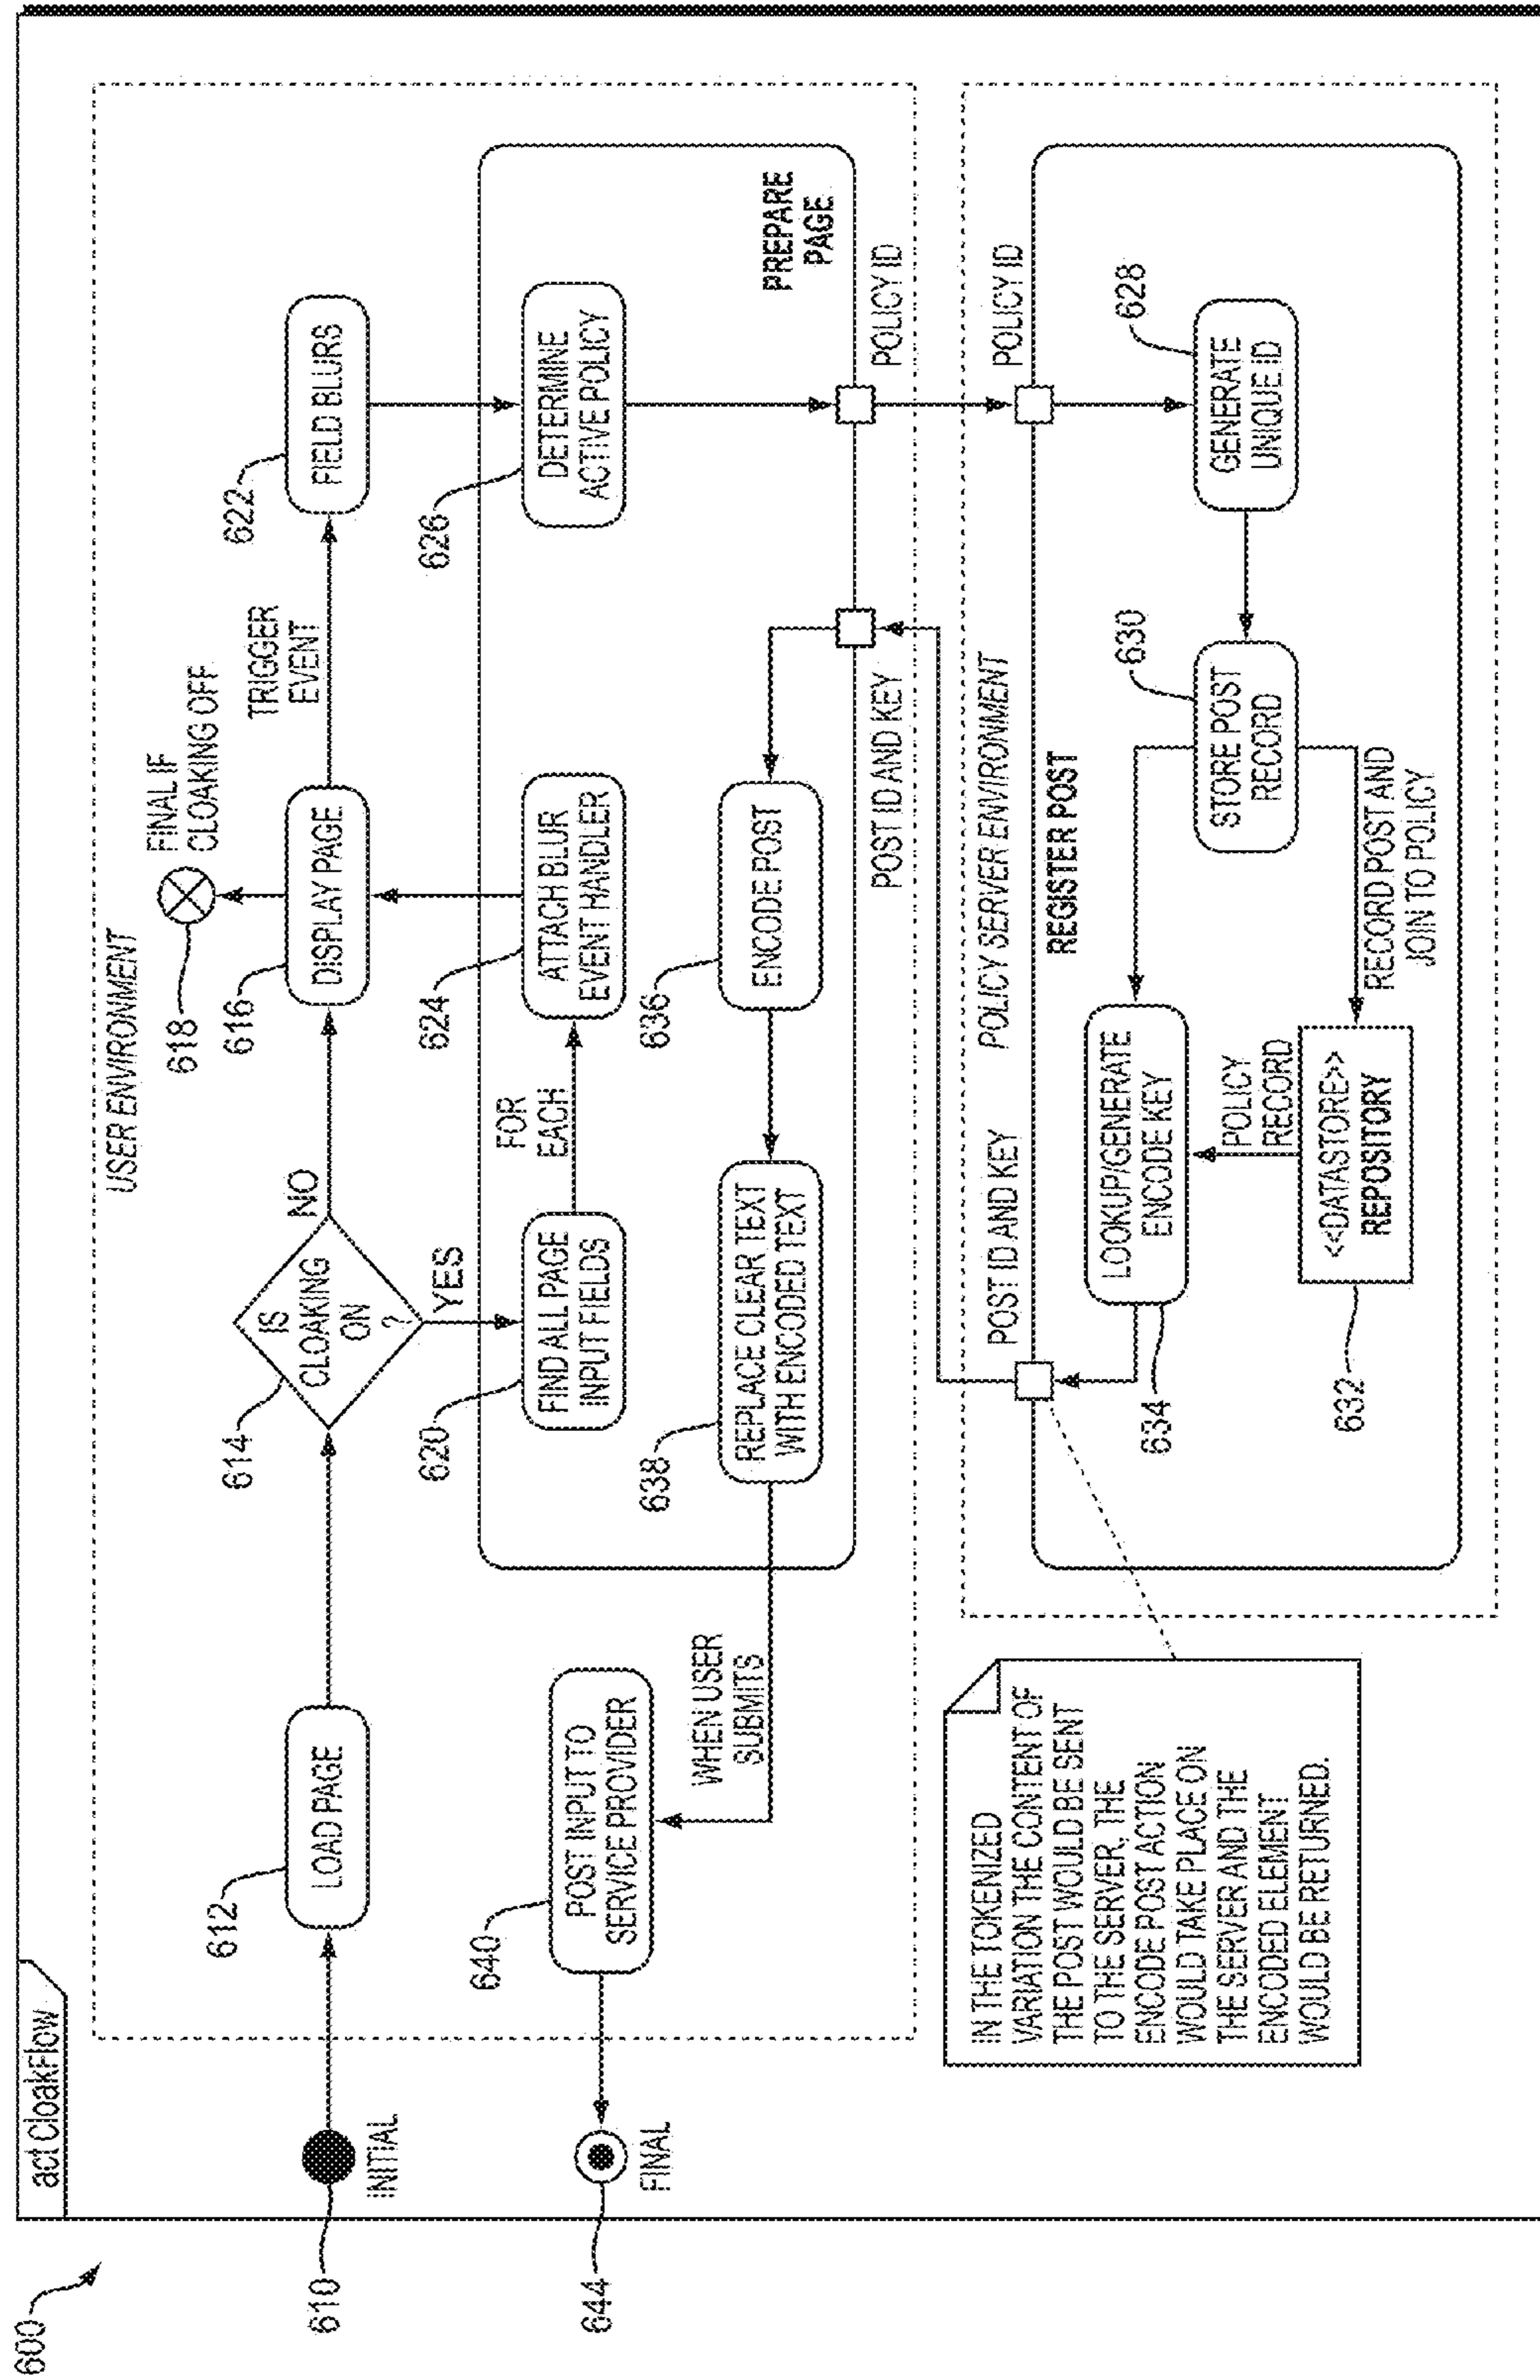 600
act CloakFlow
USER ENVIRONMENT
610
INITIAL
612
LOAD PAGE
614
IS
CLOAKING
ON
?
NO
YES
616
DISPLAY PAGE
618
FINAL IF
CLOAKING OFF
TRIGGER
EVENT
622
FIELD BLURS
620
FIND ALL PAGE
INPUT FIELDS
FOR
EACH
624
ATTACH BLUR
EVENT HANDLER
626
DETERMINE
ACTIVE POLICY
PREPARE
PAGE
644
FINAL
640
POST INPUT TO
SERVICE PROVIDER
WHEN USER
SUBMITS
638
REPLACE CLEAR TEXT
WITH ENCODED TEXT
636
ENCODE POST
POST ID AND KEY
POLICY ID
POST ID AND KEY
POLICY SERVER ENVIRONMENT
POLICY ID
REGISTER POST
634
LOOKUP/GENERATE
ENCODE KEY
630
STORE POST
RECORD
628
GENERATE
UNIQUE ID
POLICY
RECORD
632
<<DATASTORE>>
REPOSITORY
RECORD POST AND
JOIN TO POLICY
IN THE TOKENIZED
VARIATION THE CONTENT OF
THE POST WOULD BE SENT
TO THE SERVER, THE
ENCODE POST ACTION
WOULD TAKE PLACE ON
THE SERVER AND THE
ENCODED ELEMENT
WOULD BE RETURNED.